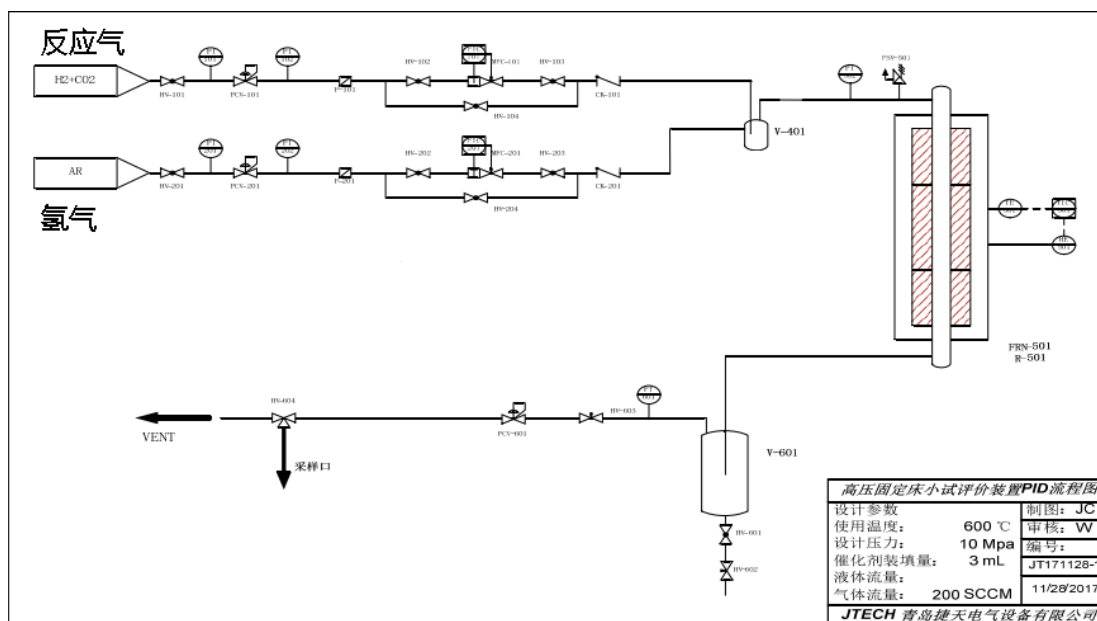 反应气
H2+CO2
HV-101
PCV-101
F-101
HV-102
MFC-101
HV-103
HV-104
CK-101
V-401
PSV-501
AR
氢气
HV-201
PCV-201
F-201
HV-202
MFC-201
HV-203
HV-204
CK-201
FRN-501
R-501
HV-604
VENT
采样口
PCV-601
HV-603
V-601
HV-601
HV-602
高压固定床小试评价装置PID流程图
设计参数
制图: JC
使用温度: 600 ℃
审核: W
设计压力: 10 Mpa
编号:
催化剂装填量: 3 mL
JT171128-
液体流量:
气体流量: 200 SCCM
11/28/2017
JTECH 青岛捷天电气设备有限公司